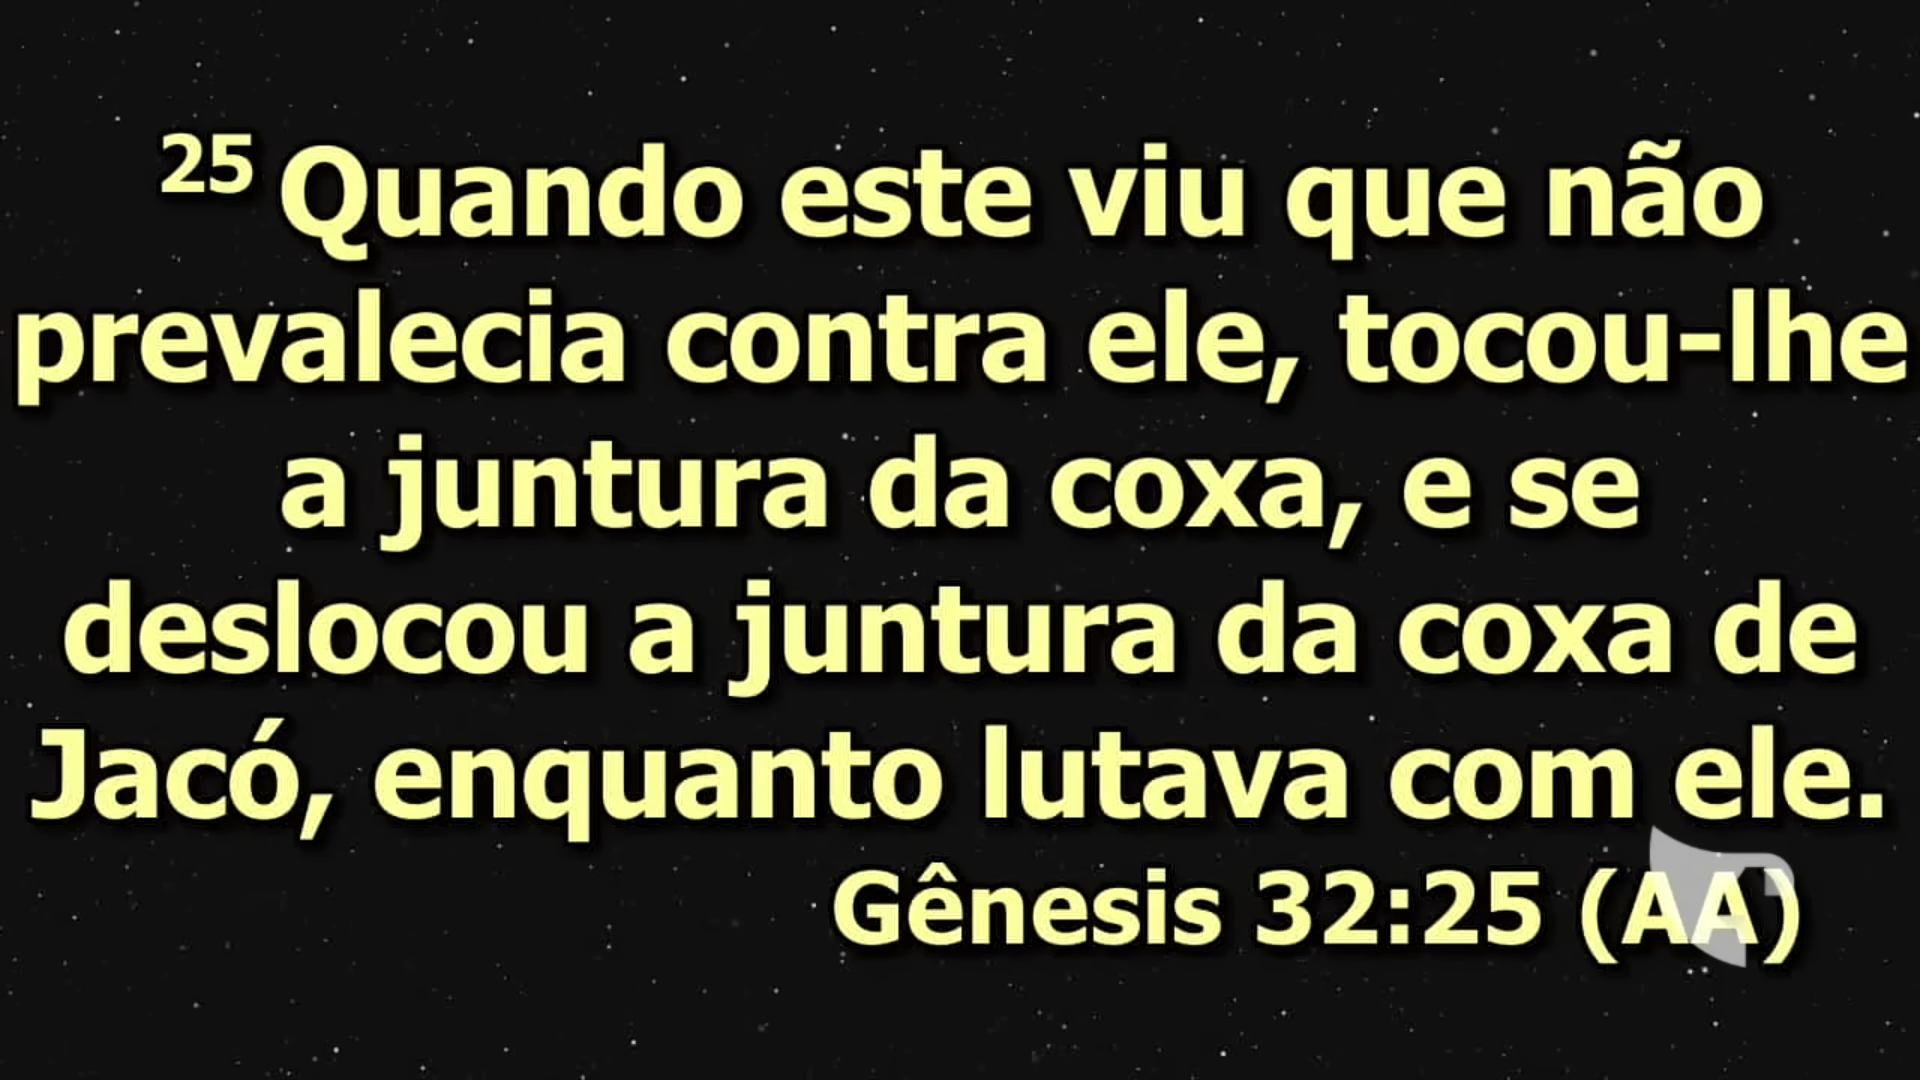 25 Quando este viu que não
prevalecia contra ele, tocou-lhe
a juntura da coxa, e se
deslocou a juntura da coxa de
Jacó, enquanto lutava com ele.
Gênesis 32:25 (AA)